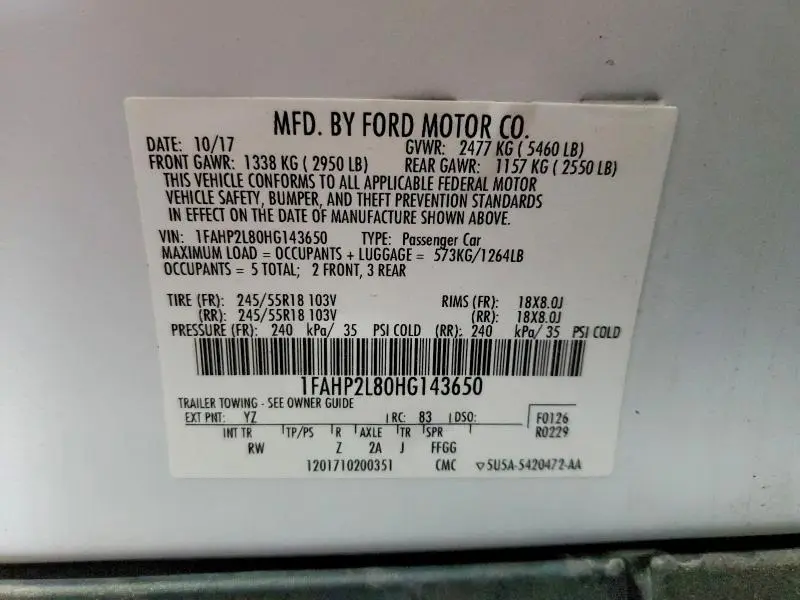 MFD. BY FORD MOTOR CO.
DATE: 10/17 GVWR: 2477 KG ( 5460 LB)
FRONT GAWR: 1338 KG ( 2950 LB) REAR GAWR: 1157 KG ( 2550 LB)
THIS VEHICLE CONFORMS TO ALL APPLICABLE FEDERAL MOTOR
VEHICLE SAFETY, BUMPER, AND THEFT PREVENTION STANDARDS
IN EFFECT ON THE DATE OF MANUFACTURE SHOWN ABOVE.
VIN: 1FAHP2L80HG143650 TYPE: Passenger Car
MAXIMUM LOAD = OCCUPANTS + LUGGAGE = 573KG/1264LB
OCCUPANTS = 5 TOTAL; 2 FRONT, 3 REAR
TIRE (FR): 245/55R18 103V RIMS (FR): 18X8.0J
(RR): 245/55R18 103V (RR): 18X8.0J
PRESSURE (FR): 240 kPa/ 35 PSI COLD (RR): 240 kPa/ 35 PSI COLD
1FAHP2L80HG143650
TRAILER TOWING - SEE OWNER GUIDE
EXT PNT: YZ RC: 83 DSO: F0126
INT TR TP/PS R AXLE TR SPR R0229
RW Z 2A J FFGG
1201710200351 CMC ▽5U5A-5420472-AA